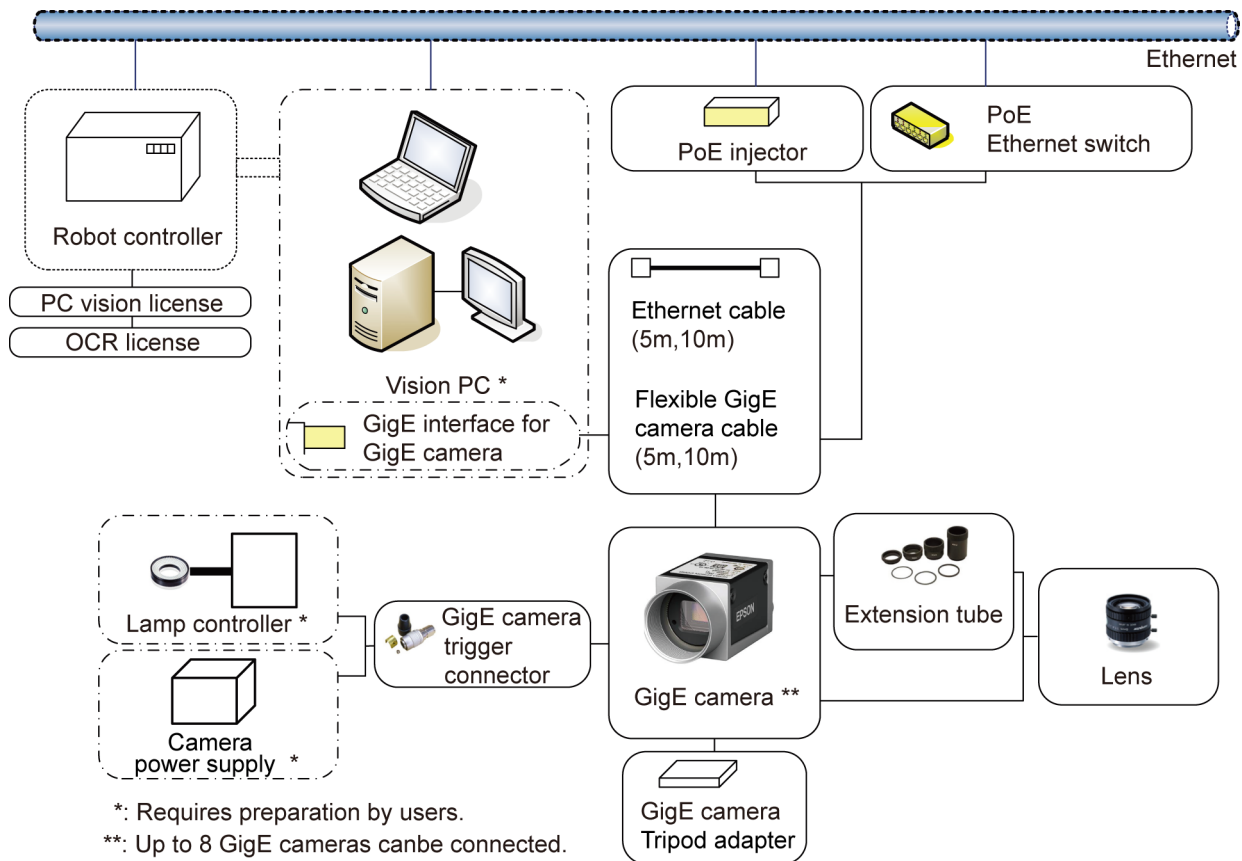 Ethernet
Robot controller
PC vision license
OCR license
Vision PC *
GigE interface for
GigE camera
PoE injector
PoE
Ethernet switch
Ethernet cable
(5m,10m)
Flexible GigE
camera cable
(5m,10m)
Lamp controller *
Camera
power supply *
GigE camera
trigger
connector
EPSON
GigE camera **
Extension tube
Lens
GigE camera
Tripod adapter
*: Requires preparation by users.
**: Up to 8 GigE cameras canbe connected.